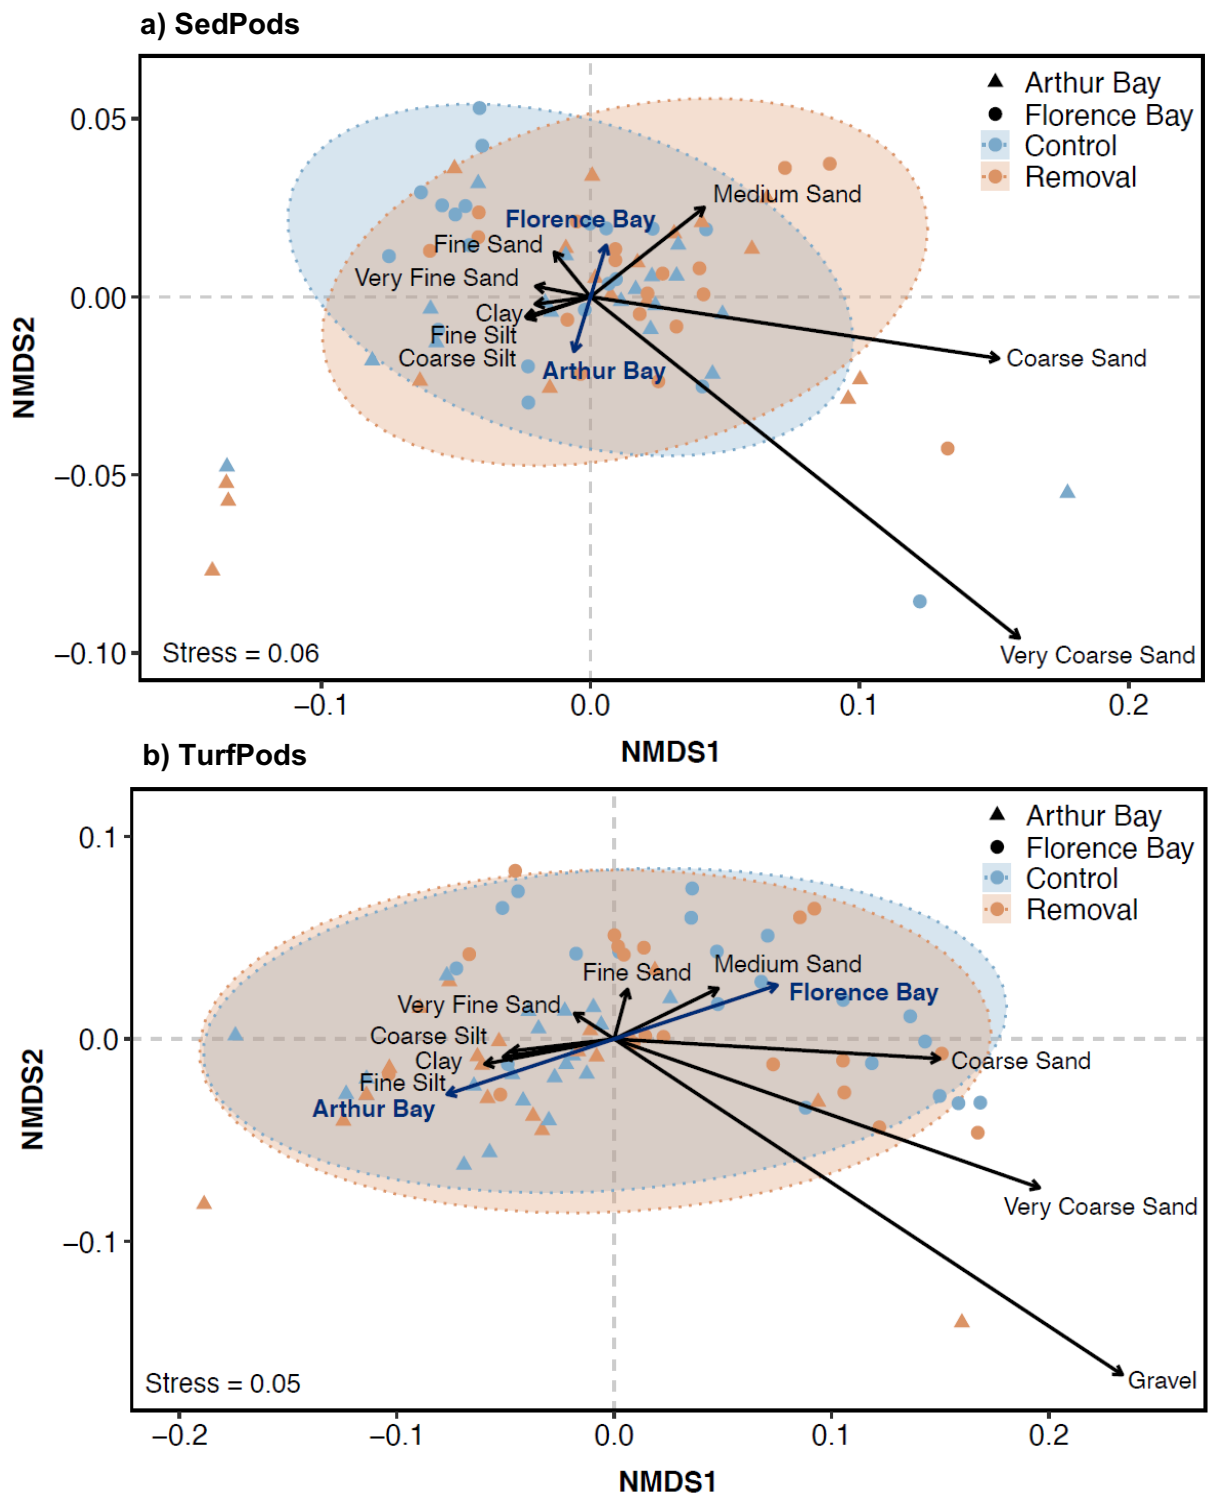 a) SedPods
Arthur Bay
Florence Bay
Control
Removal
0.05
0.00
−0.05
−0.10
NMDS2
Medium Sand
Florence Bay
Fine Sand
Very Fine Sand
Clay
Fine Silt
Coarse Silt
Arthur Bay
Coarse Sand
Very Coarse Sand
Stress = 0.06
−0.1
0.0
0.1
0.2
NMDS1
b) TurfPods
Arthur Bay
Florence Bay
Control
Removal
0.1
0.0
−0.1
NMDS2
Fine Sand
Medium Sand
Florence Bay
Very Fine Sand
Coarse Silt
Clay
Fine Silt
Arthur Bay
Coarse Sand
Very Coarse Sand
Gravel
Stress = 0.05
−0.2
−0.1
0.0
0.1
0.2
NMDS1